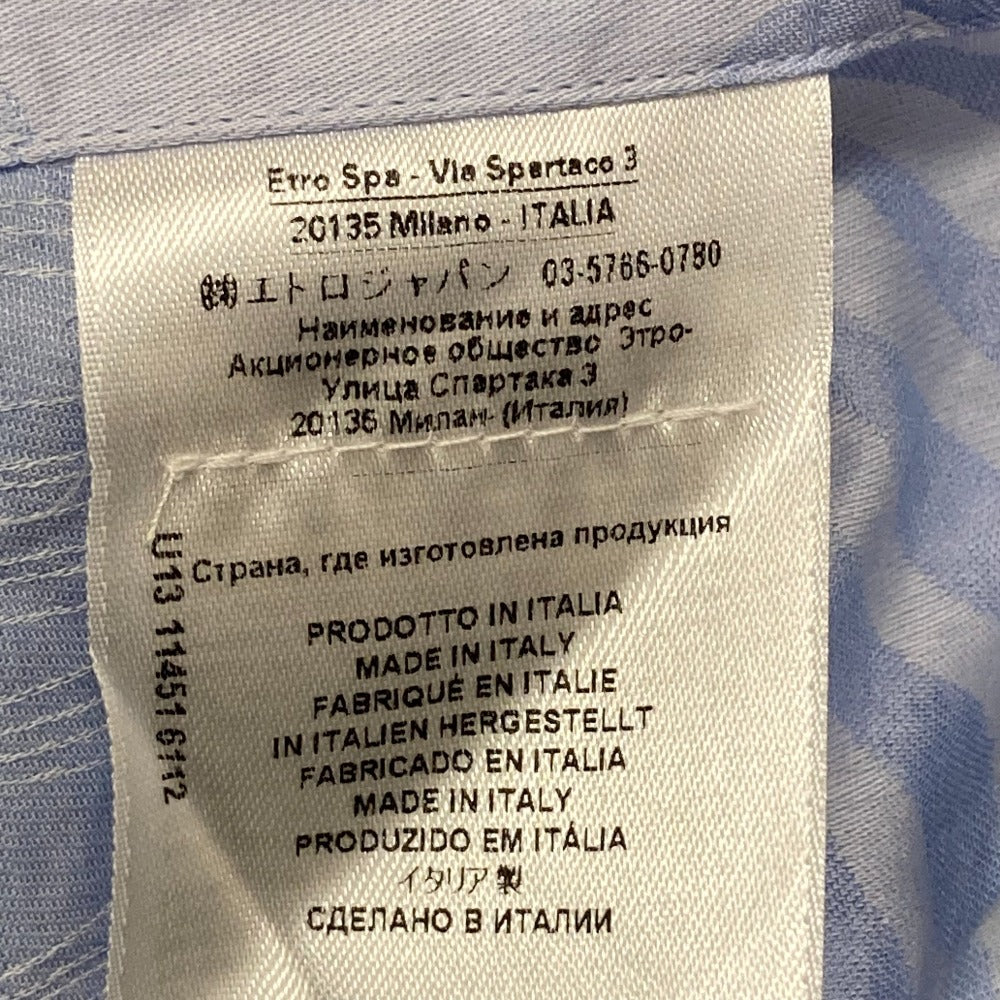 Etro Spa - Via Spartaco 3
20135 Milano - ITALIA
㈱エトロジャパン 03-5766-0780
Наименование и адрес
Акционерное общество Этро-
Улица Спартака 3
20136 Милан- (Италия)
Страна, где изготовлена продукция
U13 11451 6112
PRODOTTO IN ITALIA
MADE IN ITALY
FABRIQUÉ EN ITALIE
IN ITALIEN HERGESTELLT
FABRICADO EN ITALIA
MADE IN ITALY
PRODUZIDO EM ITÁLIA
イタリア製
СДЕЛАНО В ИТАЛИИ